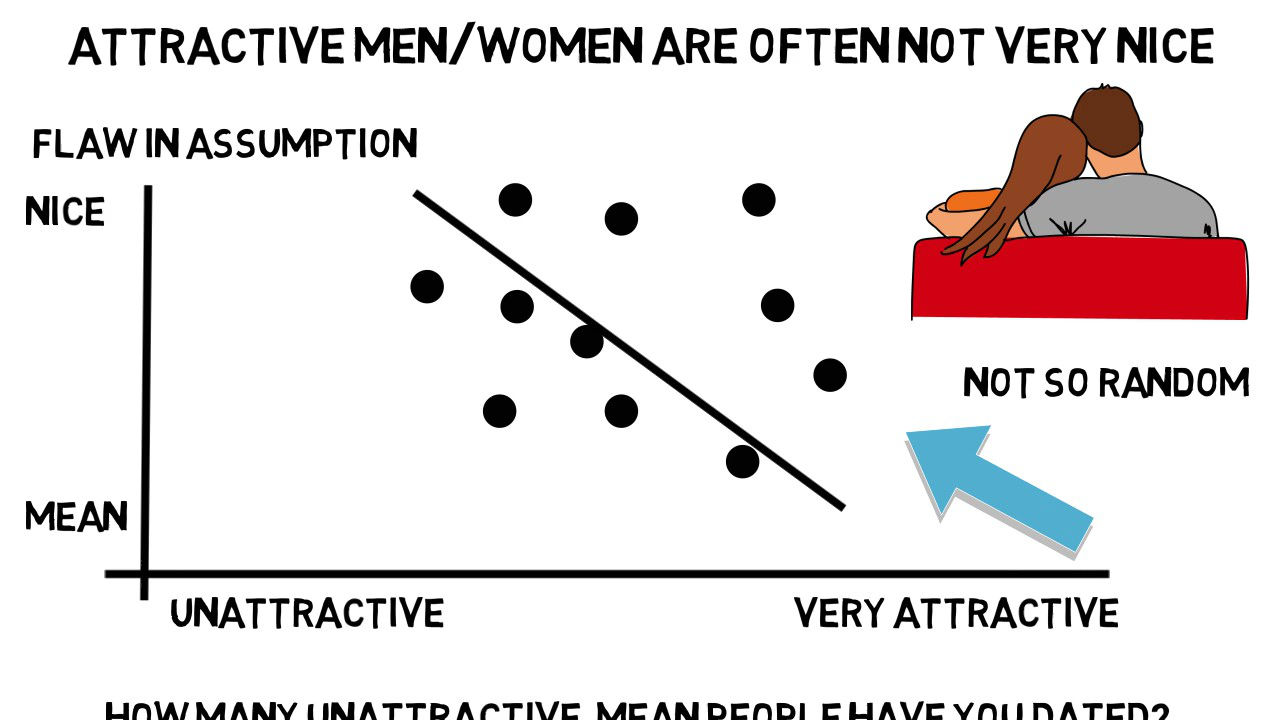 ATTRACTIVE MEN/WOMEN ARE OFTEN NOT VERY NICE
FLAW IN ASSUMPTION
NICE
NOT SO RANDOM
MEAN
UNATTRACTIVE
VERY ATTRACTIVE
HOW MANY UNATTRACTIVE, MEAN PEOPLE HAVE YOU DATED?